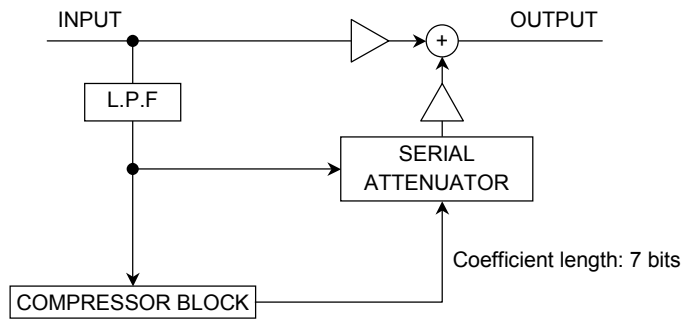 INPUT
OUTPUT
+
L.P.F
SERIAL
ATTENUATOR
Coefficient length: 7 bits
COMPRESSOR BLOCK